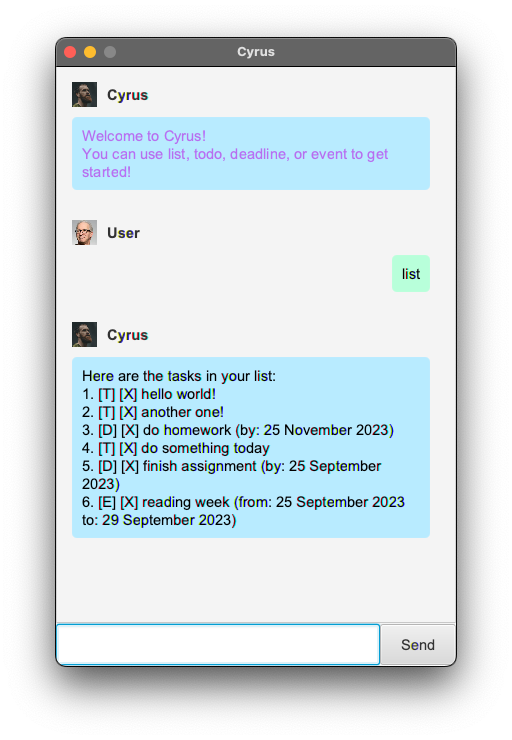 Cyrus
Cyrus
Welcome to Cyrus!
You can use list, todo, deadline, or event to get
started!
User
list
Cyrus
Here are the tasks in your list:
1. [T] [X] hello world!
2. [T] [X] another one!
3. [D] [X] do homework (by: 25 November 2023)
4. [T] [X] do something today
5. [D] [X] finish assignment (by: 25 September
2023)
6. [E] [X] reading week (from: 25 September 2023
to: 29 September 2023)
Send